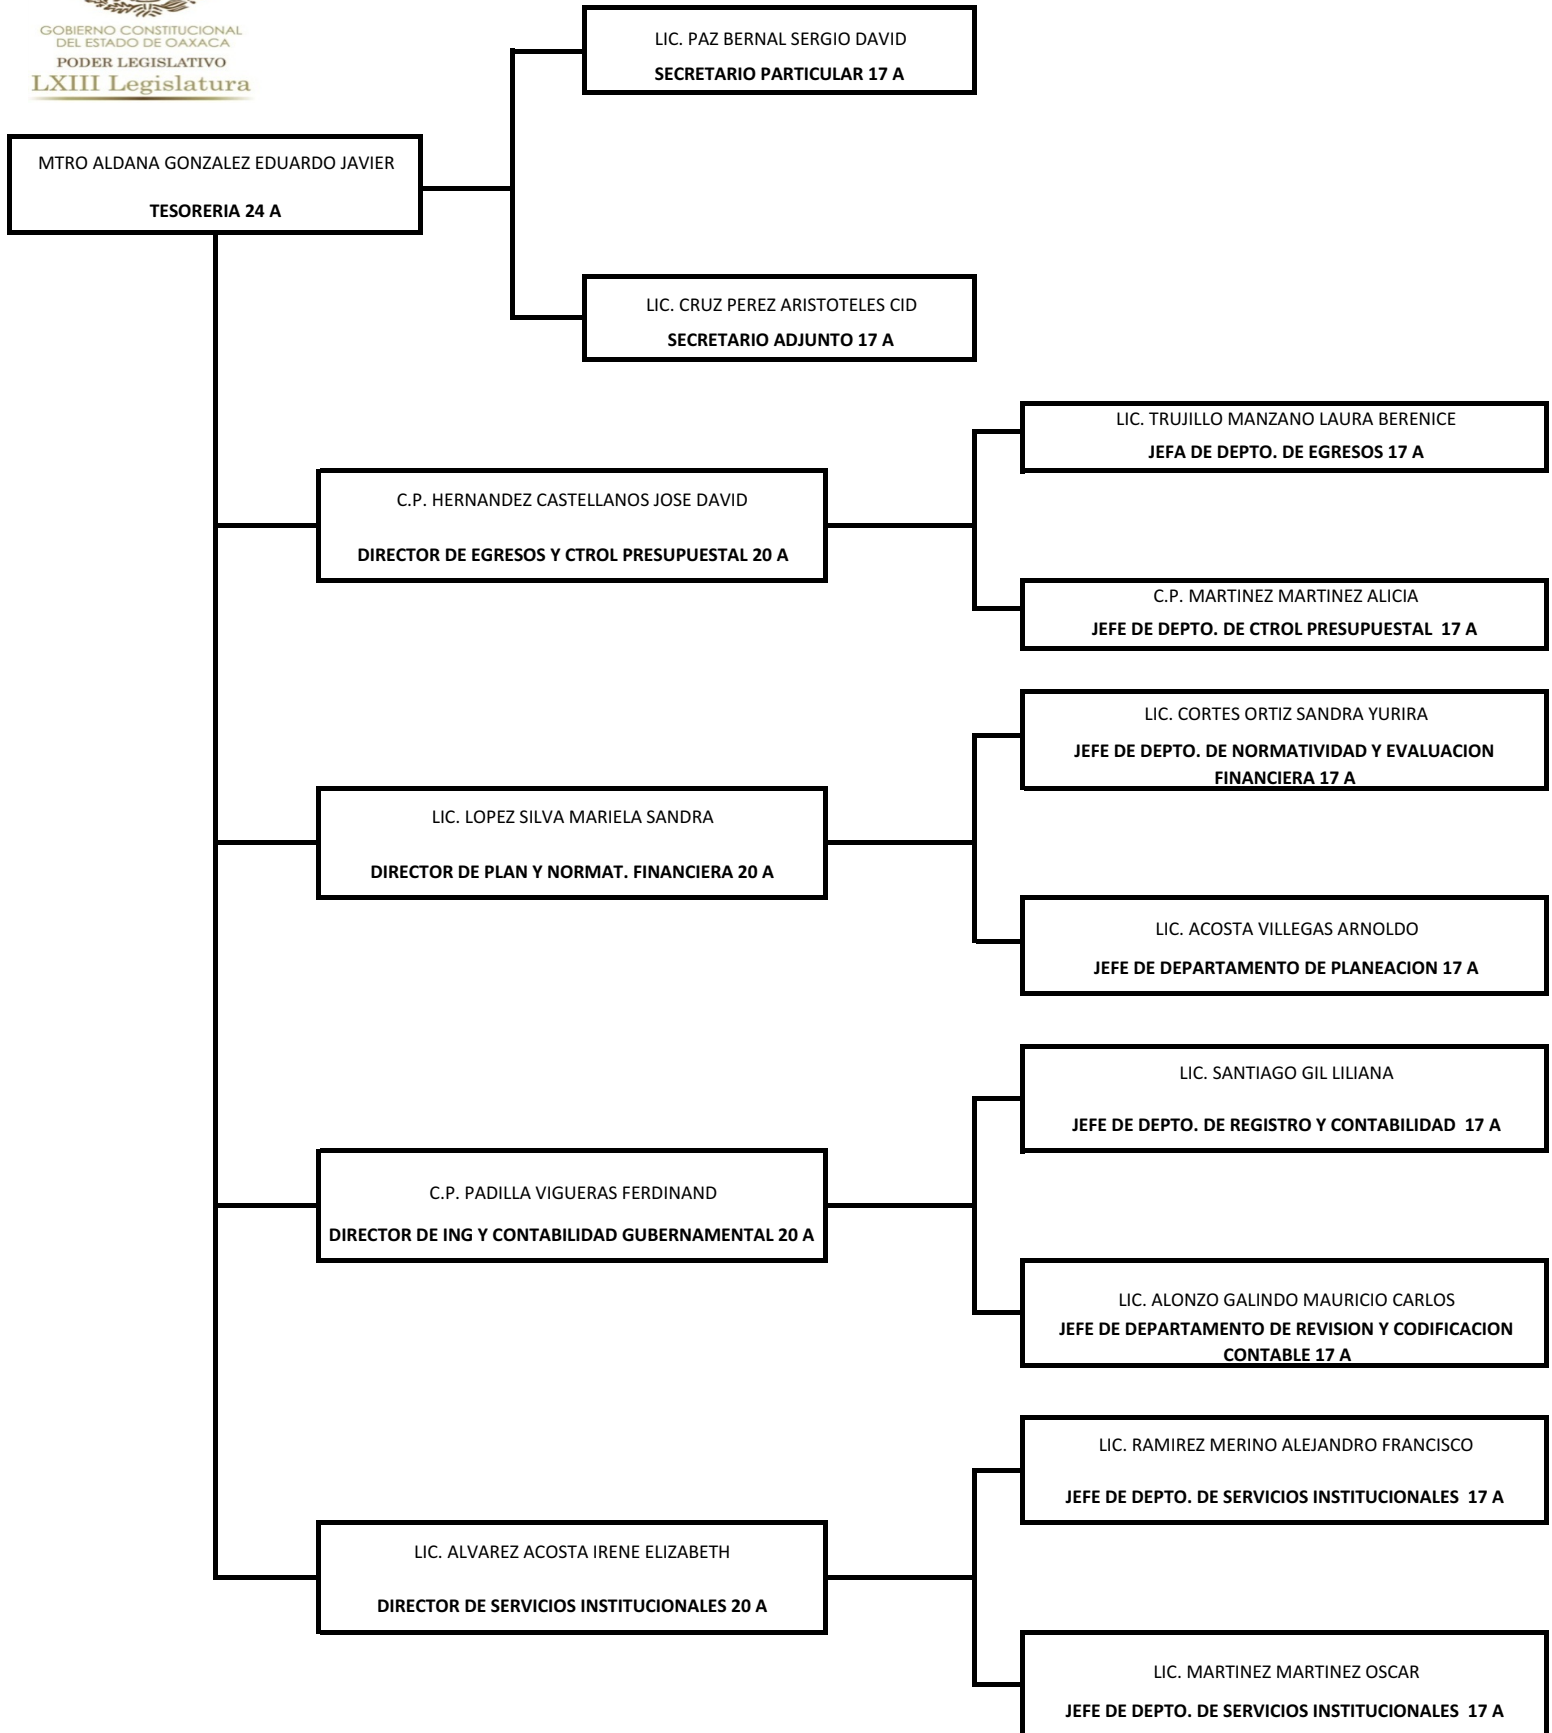 GOBIERNO CONSTITUCIONAL
DEL ESTADO DE OAXACA
PODER LEGISLATIVO
LXIII Legislatura
LIC. PAZ BERNAL SERGIO DAVID
SECRETARIO PARTICULAR 17 A
MTRO ALDANA GONZALEZ EDUARDO JAVIER
TESORERIA 24 A
LIC. CRUZ PEREZ ARISTOTELES CID
SECRETARIO ADJUNTO 17 A
C.P. HERNANDEZ CASTELLANOS JOSE DAVID
DIRECTOR DE EGRESOS Y CTROL PRESUPUESTAL 20 A
LIC. TRUJILLO MANZANO LAURA BERENICE
JEFA DE DEPTO. DE EGRESOS 17 A
C.P. MARTINEZ MARTINEZ ALICIA
JEFE DE DEPTO. DE CTROL PRESUPUESTAL  17 A
LIC. LOPEZ SILVA MARIELA SANDRA
DIRECTOR DE PLAN Y NORMAT. FINANCIERA 20 A
LIC. CORTES ORTIZ SANDRA YURIRA
JEFE DE DEPTO. DE NORMATIVIDAD Y EVALUACION
FINANCIERA 17 A
LIC. ACOSTA VILLEGAS ARNOLDO
JEFE DE DEPARTAMENTO DE PLANEACION 17 A
C.P. PADILLA VIGUERAS FERDINAND
DIRECTOR DE ING Y CONTABILIDAD GUBERNAMENTAL 20 A
LIC. SANTIAGO GIL LILIANA
JEFE DE DEPTO. DE REGISTRO Y CONTABILIDAD  17 A
LIC. ALONZO GALINDO MAURICIO CARLOS
JEFE DE DEPARTAMENTO DE REVISION Y CODIFICACION
CONTABLE 17 A
LIC. ALVAREZ ACOSTA IRENE ELIZABETH
DIRECTOR DE SERVICIOS INSTITUCIONALES 20 A
LIC. RAMIREZ MERINO ALEJANDRO FRANCISCO
JEFE DE DEPTO. DE SERVICIOS INSTITUCIONALES  17 A
LIC. MARTINEZ MARTINEZ OSCAR
JEFE DE DEPTO. DE SERVICIOS INSTITUCIONALES  17 A